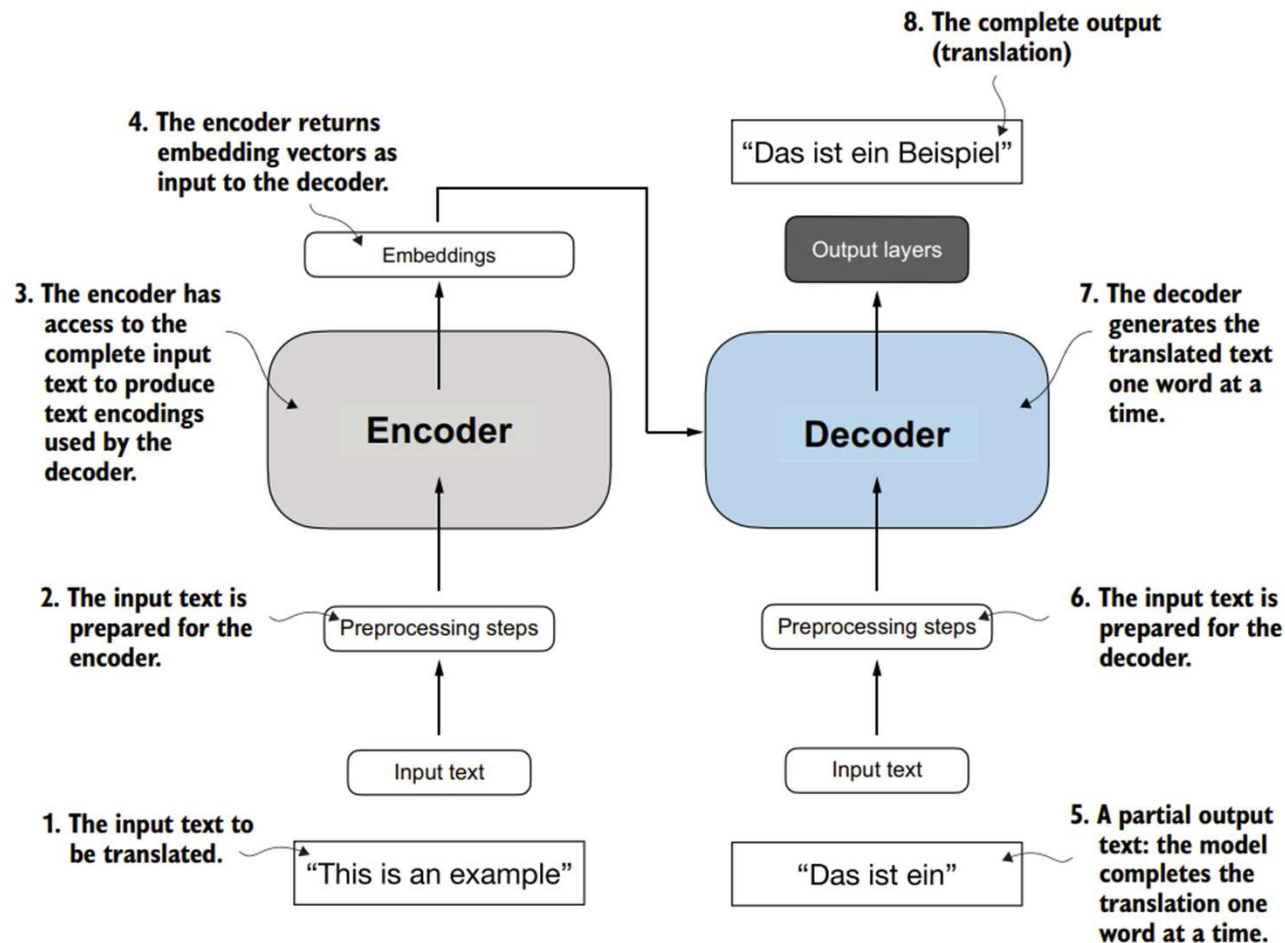 8. The complete output
(translation)
4. The encoder returns
embedding vectors as
input to the decoder.
“Das ist ein Beispiel”
Embeddings
Output layers
3. The encoder has
access to the
complete input
text to produce
text encodings
used by the
decoder.
7. The decoder
generates the
translated text
one word at a
time.
Encoder
Decoder
2. The input text is
prepared for the
encoder.
Preprocessing steps
Preprocessing steps
6. The input text is
prepared for the
decoder.
Input text
Input text
1. The input text to
be translated.
“This is an example”
“Das ist ein”
5. A partial output
text: the model
completes the
translation one
word at a time.